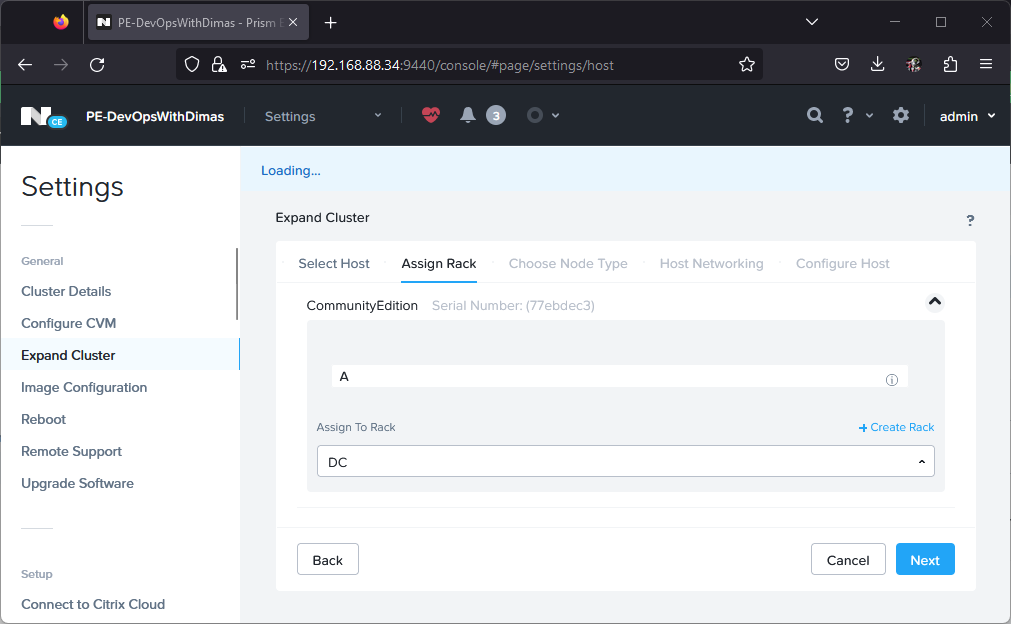 PE-DevOpsWithDimas - Prism E
https://192.168.88.34:9440/console/#page/settings/host
N CE PE-DevOpsWithDimas Settings 3 ? admin
Settings
General
Cluster Details
Configure CVM
Expand Cluster
Image Configuration
Reboot
Remote Support
Upgrade Software
Setup
Connect to Citrix Cloud
Loading...
Expand Cluster ?
Select Host Assign Rack Choose Node Type Host Networking Configure Host
CommunityEdition Serial Number: (77ebdec3)
A
Assign To Rack + Create Rack
DC
Back Cancel Next